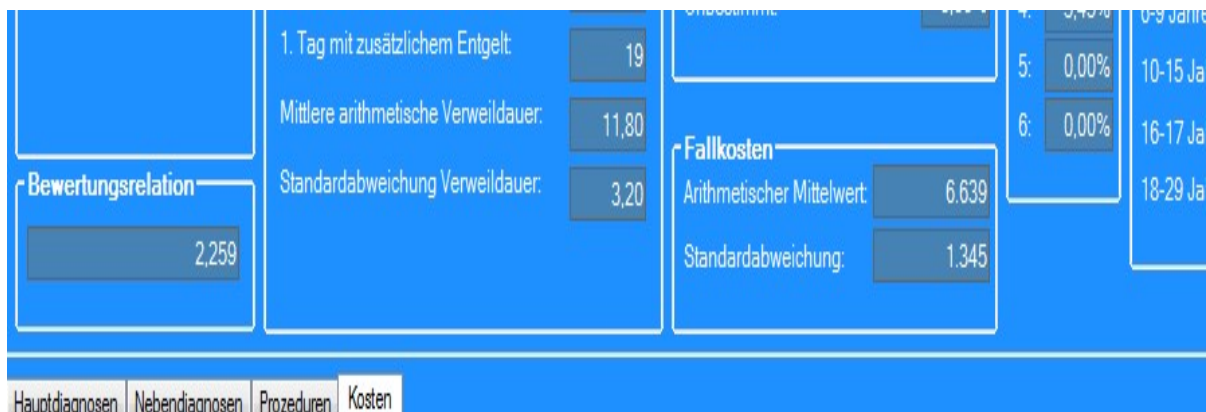 1. Tag mit zusätzlichem Entgelt: 19
Mittlere arithmetische Verweildauer: 11,80
Standardabweichung Verweildauer: 3,20
Bewertungsrelation
2,259
Fallkosten
Arithmetischer Mittelwert: 6.639
Standardabweichung: 1.345
5: 0,00%
6: 0,00%
10-15 Ja
16-17 Ja
18-29 Ja
Hauptdiagnosen Nebendiagnosen Prozeduren Kosten